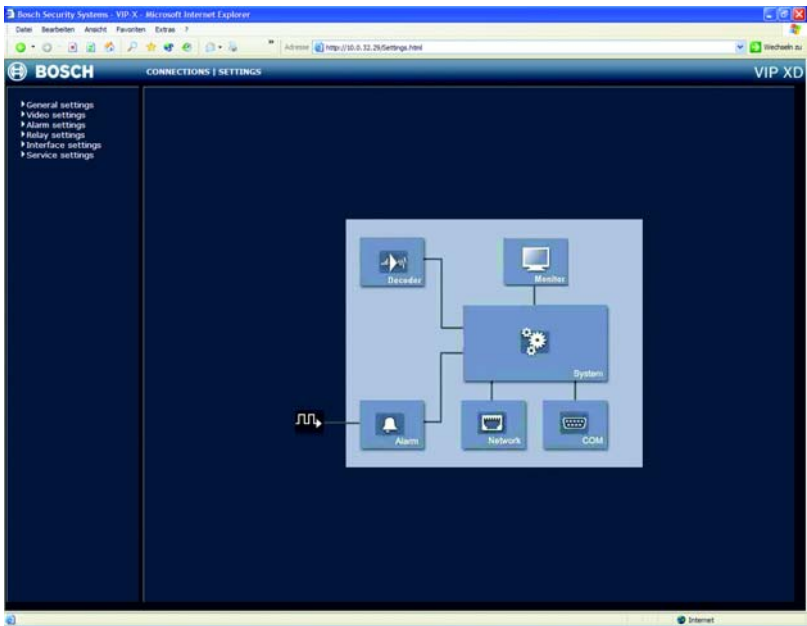 Bosch Security Systems - VIP-X - Microsoft Internet Explorer
Datei Bearbeiten Ansicht Favoriten Extras ?
Adresse http://10.0.32.29/Settings.html Wechseln zu
BOSCH CONNECTIONS | SETTINGS VIP XD
General settings
Video settings
Alarm settings
Relay settings
Interface settings
Service settings
Decoder
Monitor
System
Alarm
Network
COM
Internet